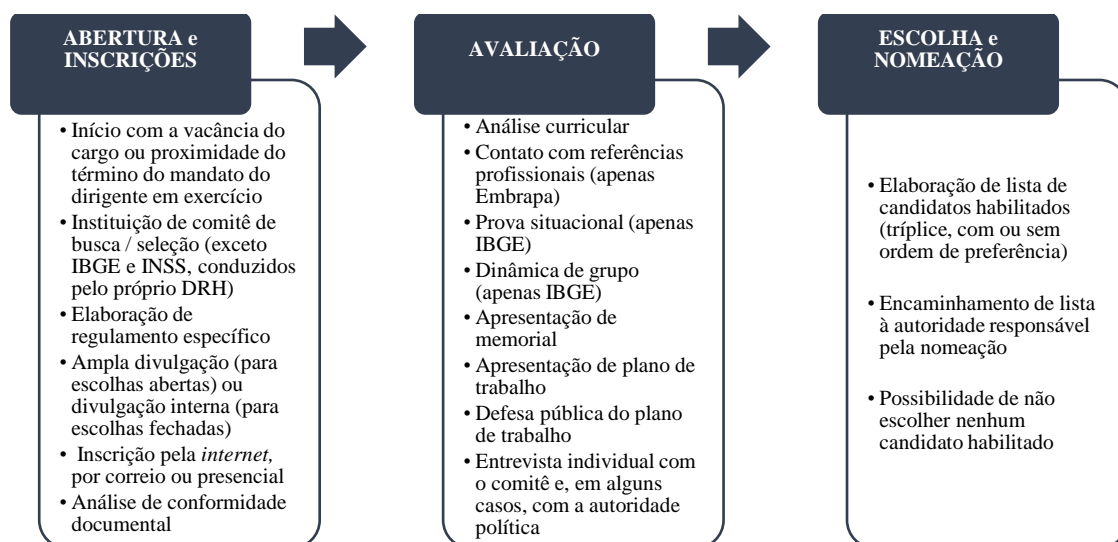 ABERTURA e
INSCRIÇÕES
• Início com a vacância do
cargo ou proximidade do
término do mandato do
dirigente em exercício
• Instituição de comitê de
busca / seleção (exceto
IBGE e INSS, conduzidos
pelo próprio DRH)
• Elaboração de
regulamento específico
• Ampla divulgação (para
escolhas abertas) ou
divulgação interna (para
escolhas fechadas)
• Inscrição pela internet,
por correio ou presencial
• Análise de conformidade
documental
AVALIAÇÃO
• Análise curricular
• Contato com referências
profissionais (apenas
Embrapa)
• Prova situacional (apenas
IBGE)
• Dinâmica de grupo
(apenas IBGE)
• Apresentação de
memorial
• Apresentação de plano de
trabalho
• Defesa pública do plano
de trabalho
• Entrevista individual com
o comitê e, em alguns
casos, com a autoridade
política
ESCOLHA e
NOMEAÇÃO
• Elaboração de lista de
candidatos habilitados
(tríplice, com ou sem
ordem de preferência)
• Encaminhamento de lista
à autoridade responsável
pela nomeação
• Possibilidade de não
escolher nenhum
candidato habilitado